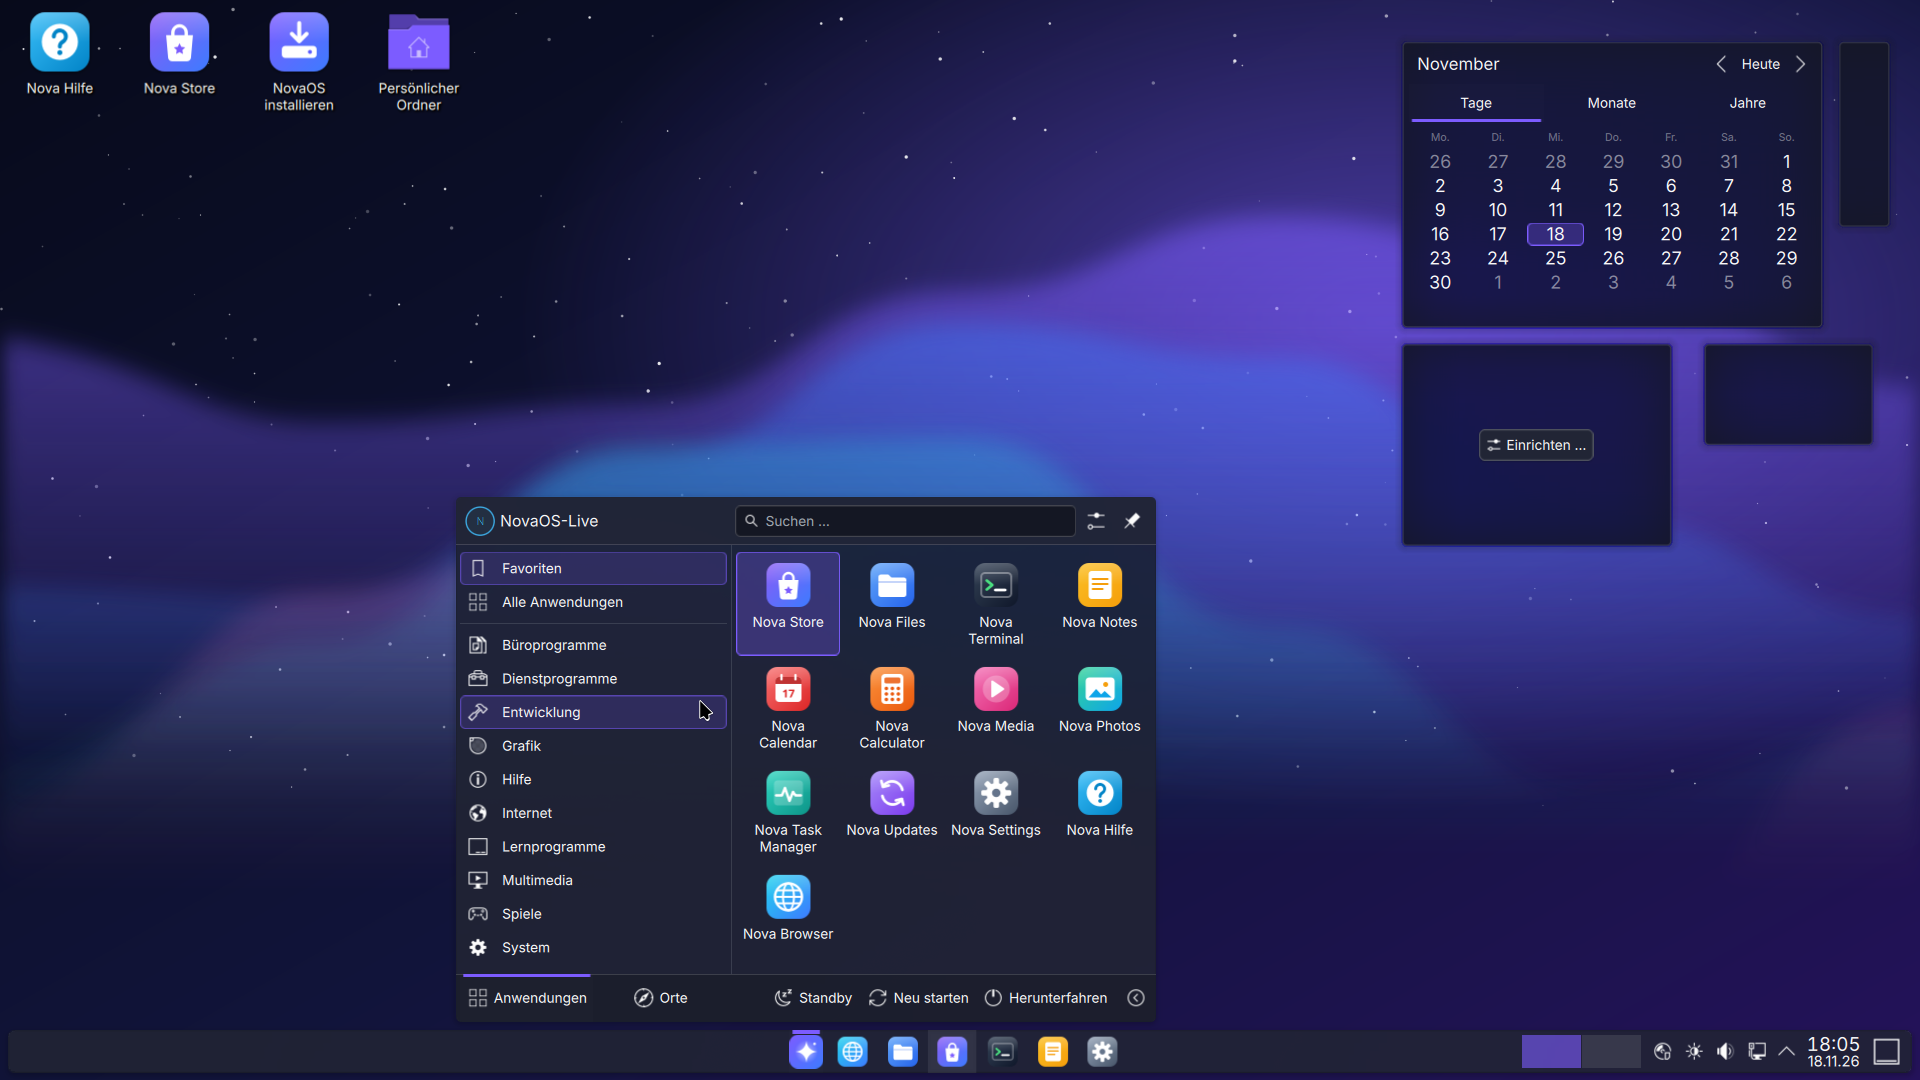 Nova Hilfe
Nova Store
NovaOS
installieren
Persönlicher
Ordner
November
Heute
Tage
Monate
Jahre
Mo. Di. Mi. Do. Fr. Sa. So.
26 27 28 29 30 31 1
2 3 4 5 6 7 8
9 10 11 12 13 14 15
16 17 18 19 20 21 22
23 24 25 26 27 28 29
30 1 2 3 4 5 6
Einrichten ...
N
NovaOS-Live
Suchen ...
Favoriten
Alle Anwendungen
Büroprogramme
Dienstprogramme
Entwicklung
Grafik
Hilfe
Internet
Lernprogramme
Multimedia
Spiele
System
Nova Store
Nova Files
Nova
Terminal
Nova Notes
17
Nova
Calendar
Nova
Calculator
Nova Media
Nova Photos
Nova Task
Manager
Nova Updates
Nova Settings
Nova Hilfe
Nova Browser
Anwendungen
Orte
Standby
Neu starten
Herunterfahren
18:05
18.11.26